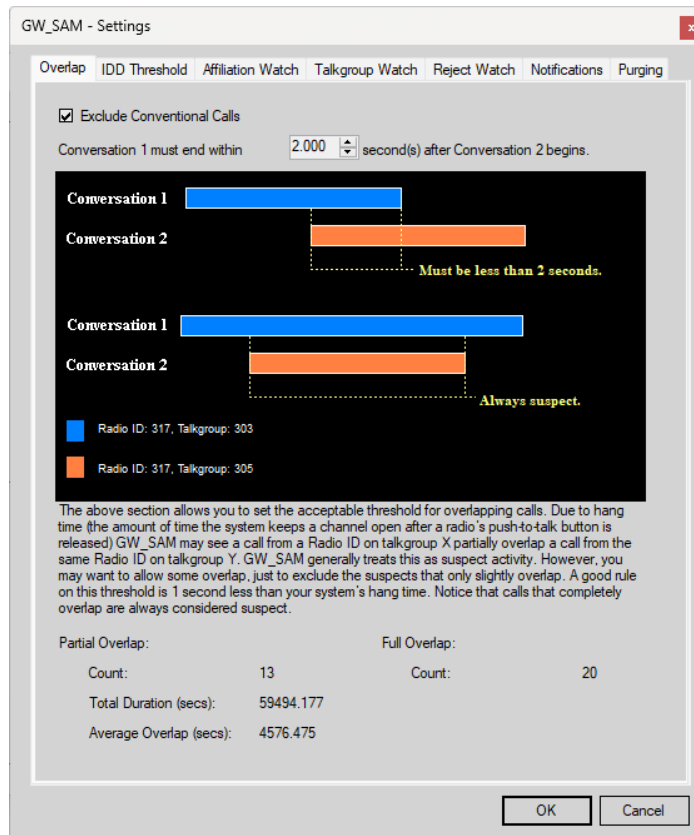 GW_SAM - Settings
x
Overlap IDD Threshold Affiliation Watch Talkgroup Watch Reject Watch Notifications Purging
Exclude Conventional Calls
Conversation 1 must end within 2.000 second(s) after Conversation 2 begins.
Conversation 1
Conversation 2
Must be less than 2 seconds.
Conversation 1
Conversation 2
Always suspect.
Radio ID: 317, Talkgroup: 303
Radio ID: 317, Talkgroup: 305
The above section allows you to set the acceptable threshold for overlapping calls. Due to hang
time (the amount of time the system keeps a channel open after a radio's push-to-talk button is
released) GW_SAM may see a call from a Radio ID on talkgroup X partially overlap a call from the
same Radio ID on talkgroup Y. GW_SAM generally treats this as suspect activity. However, you
may want to allow some overlap, just to exclude the suspects that only slightly overlap. A good rule
on this threshold is 1 second less than your system's hang time. Notice that calls that completely
overlap are always considered suspect.
Partial Overlap: Full Overlap:
Count: 13 Count: 20
Total Duration (secs): 59494.177
Average Overlap (secs): 4576.475
OK Cancel